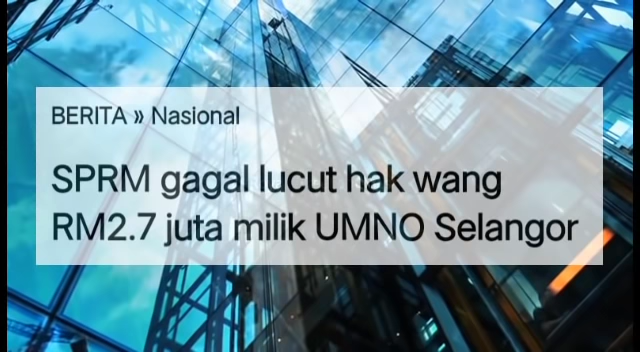 BERITA » Nasional
SPRM gagal lucut hak wang
RM2.7 juta milik UMNO Selangor